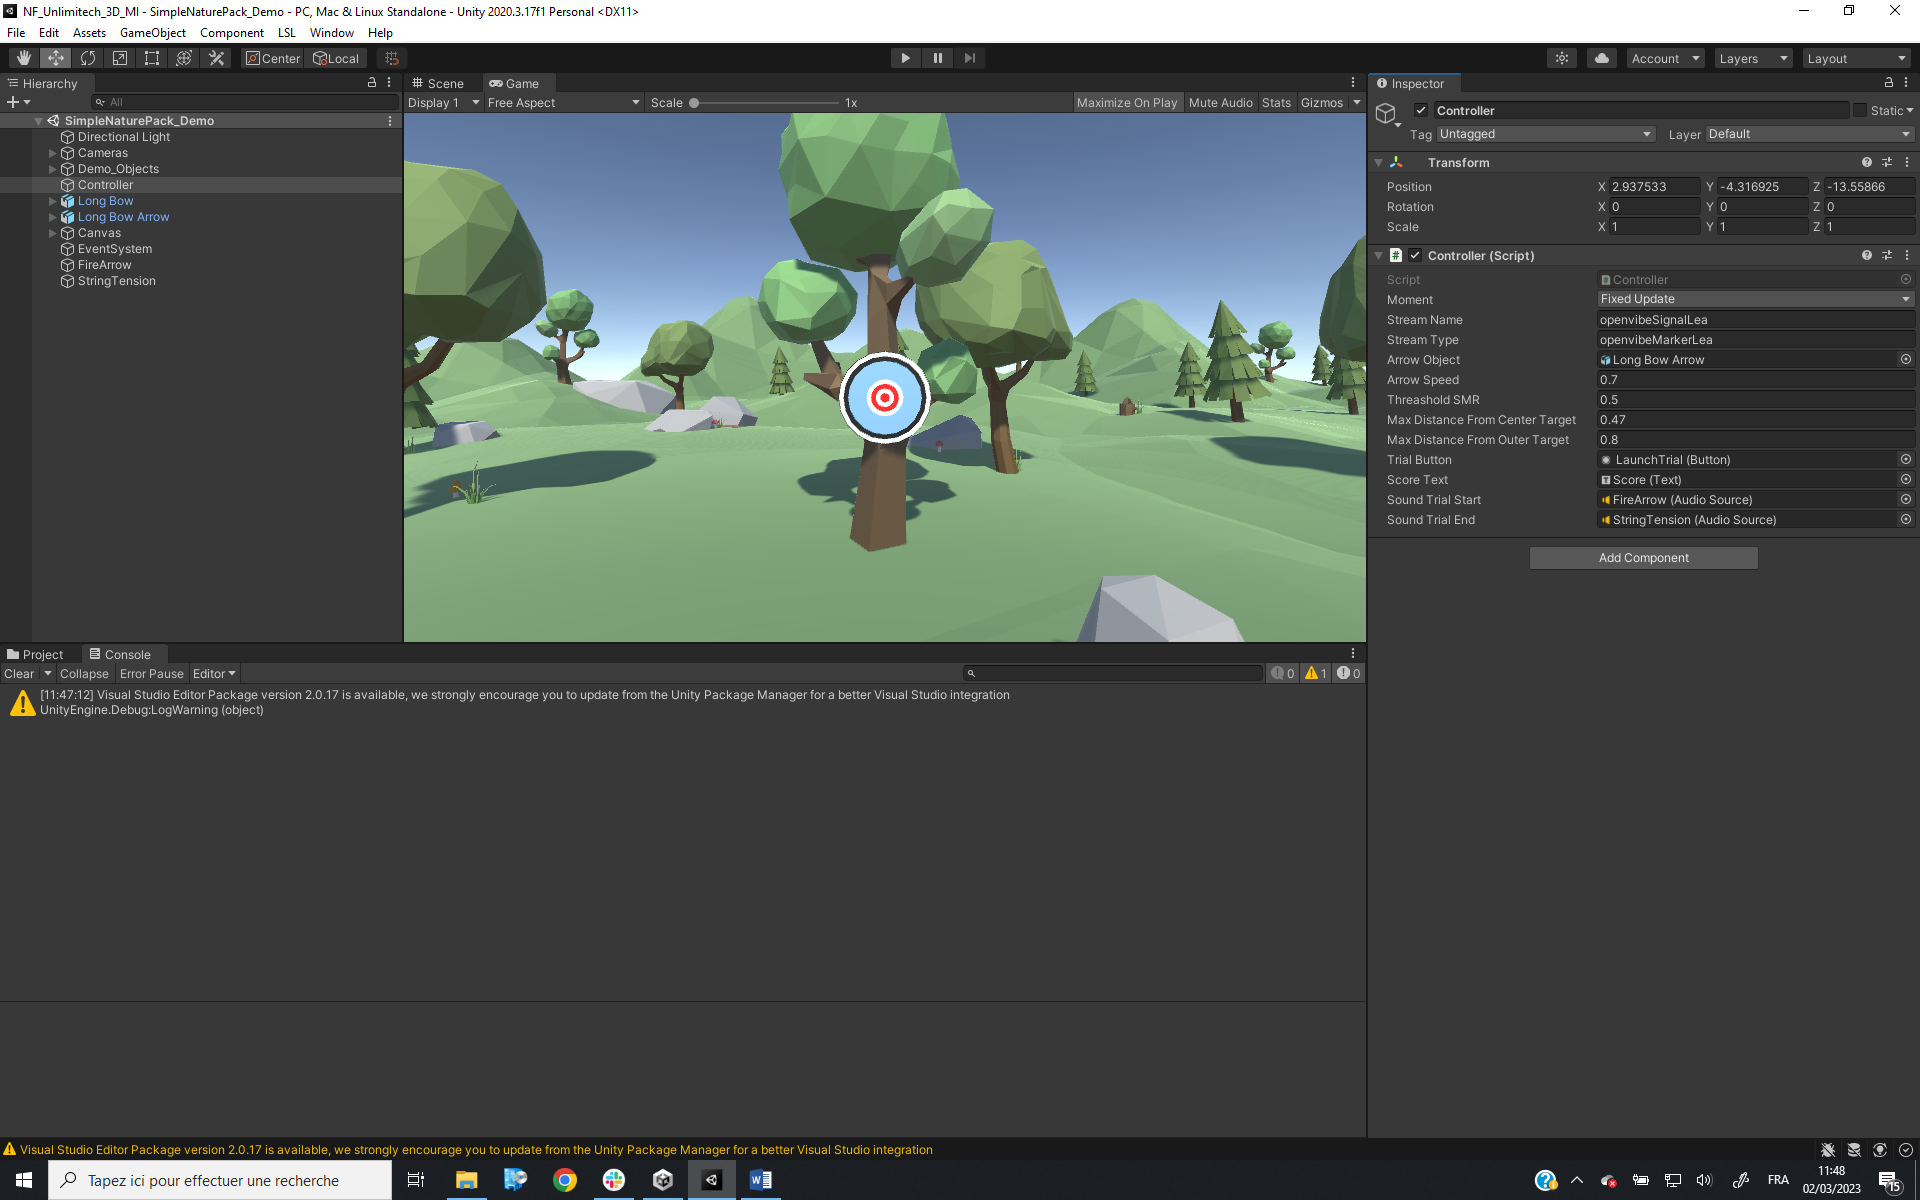 NF_Unlimitech_3D_MI - SimpleNaturePack_Demo - PC, Mac & Linux Standalone - Unity 2020.3.17f1 Personal <DX11>
File Edit Assets GameObject Component LSL Window Help
Center Local Account Layers Layout
Hierarchy
All
SimpleNaturePack_Demo
Directional Light
Cameras
Demo_Objects
Controller
Long Bow
Long Bow Arrow
Canvas
EventSystem
FireArrow
StringTension
Scene Game
Display 1 Free Aspect Scale 1x Maximize On Play Mute Audio Stats Gizmos
Inspector
Controller Static
Tag Untagged Layer Default
Transform
Position X 2.937533 Y -4.316925 Z -13.55866
Rotation X 0 Y 0 Z 0
Scale X 1 Y 1 Z 1
Controller (Script)
Script Controller
Moment Fixed Update
Stream Name openvibeSignalLea
Stream Type openvibeMarkerLea
Arrow Object Long Bow Arrow
Arrow Speed 0.7
Threashold SMR 0.5
Max Distance From Center Target 0.47
Max Distance From Outer Target 0.8
Trial Button LaunchTrial (Button)
Score Text Score (Text)
Sound Trial Start FireArrow (Audio Source)
Sound Trial End StringTension (Audio Source)
Add Component
Project Console
Clear Collapse Error Pause Editor 0 1 0
[11:47:12] Visual Studio Editor Package version 2.0.17 is available, we strongly encourage you to update from the Unity Package Manager for a better Visual Studio integration
UnityEngine.Debug:LogWarning (object)
Visual Studio Editor Package version 2.0.17 is available, we strongly encourage you to update from the Unity Package Manager for a better Visual Studio integration
Tapez ici pour effectuer une recherche
FRA
11:48
02/03/2023
15